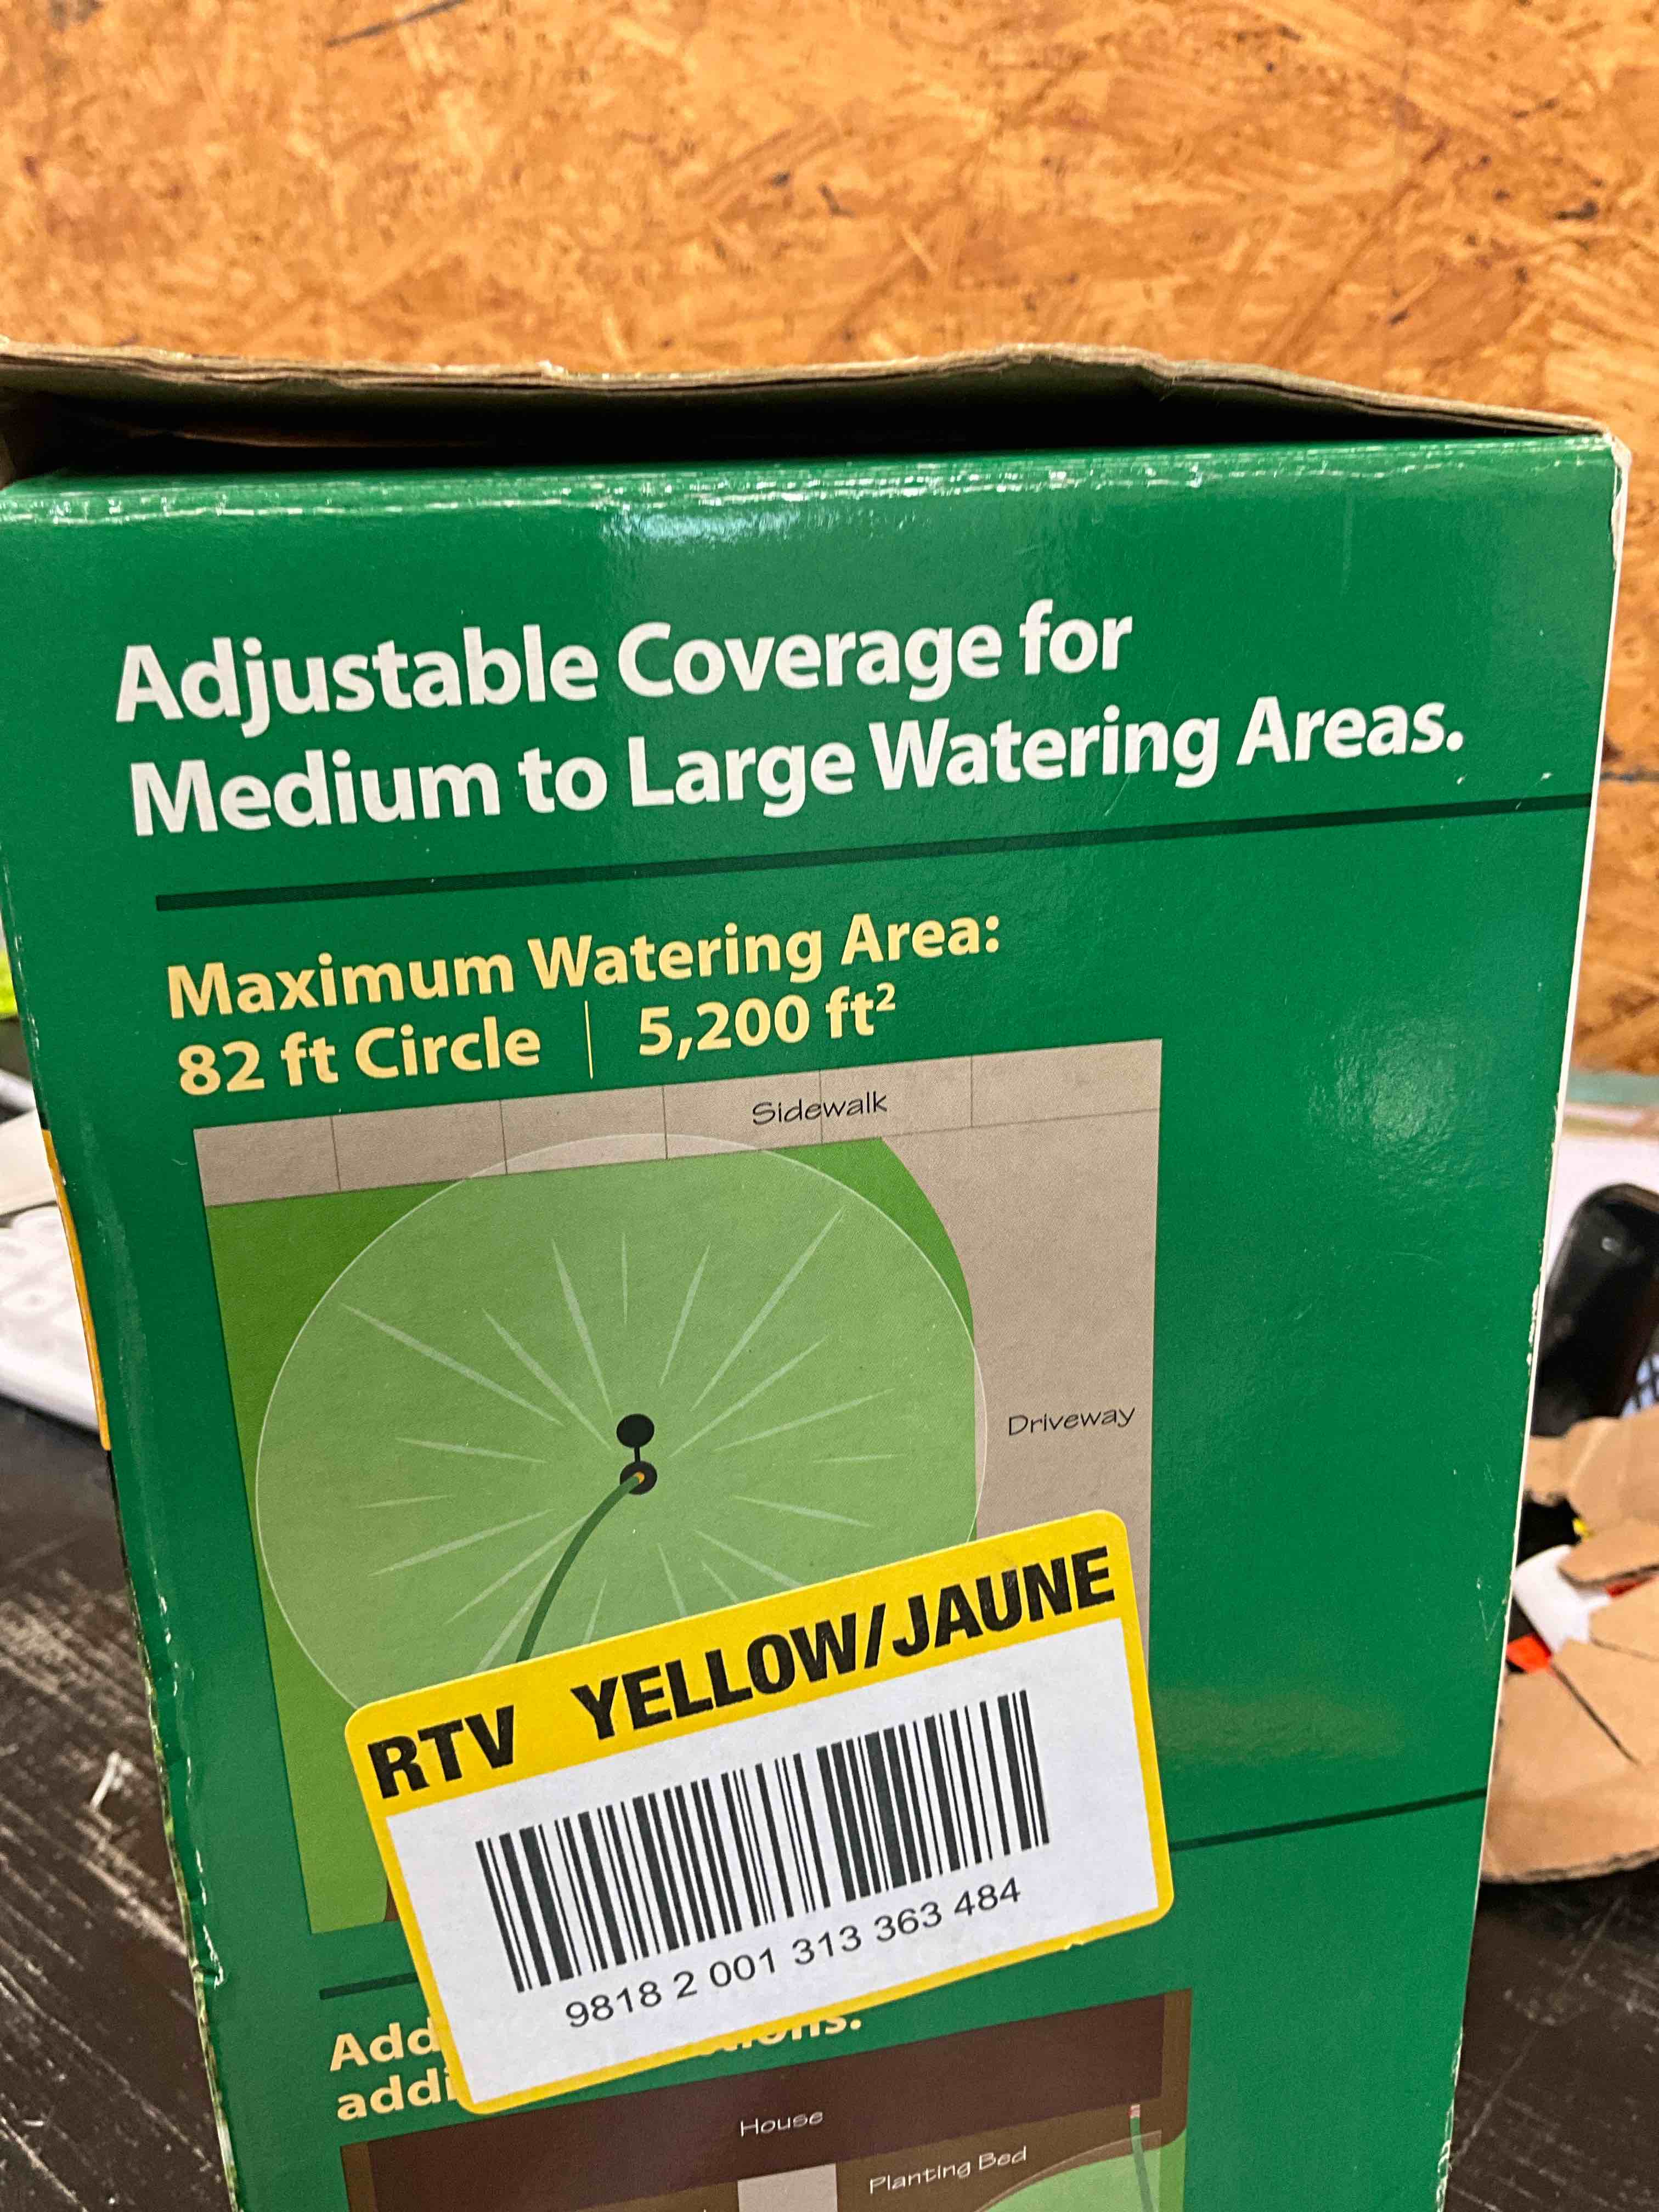 Adjustable Coverage for
Medium to Large Watering Areas.
Maximum Watering Area:
82 ft Circle | 5,200 ft²
Sidewalk
Driveway
RTV YELLOW/JAUNE
9818 2 001 313 363 484
House
Planting Bed